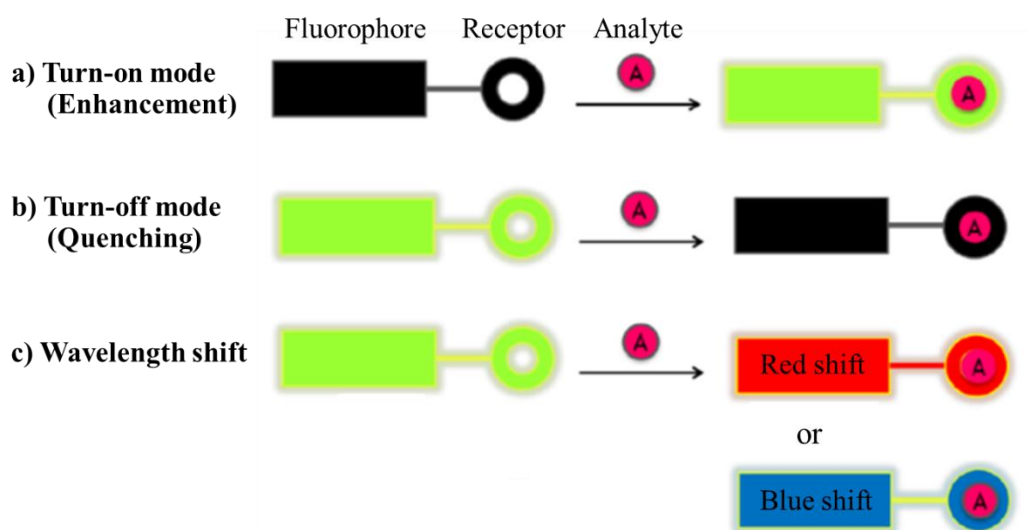 Fluorophore Receptor Analyte
a) Turn-on mode
(Enhancement)
A
A
b) Turn-off mode
(Quenching)
A
A
c) Wavelength shift
A
Red shift
A
or
Blue shift
A